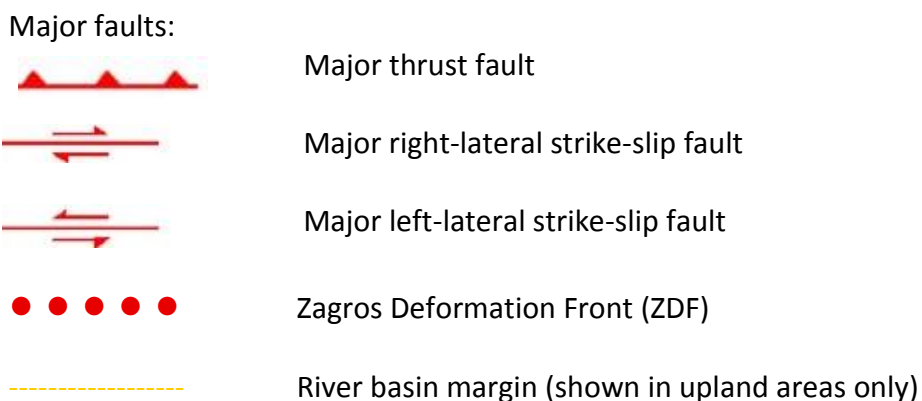 Major faults:
Major thrust fault
Major right-lateral strike-slip fault
Major left-lateral strike-slip fault
Zagros Deformation Front (ZDF)
River basin margin (shown in upland areas only)